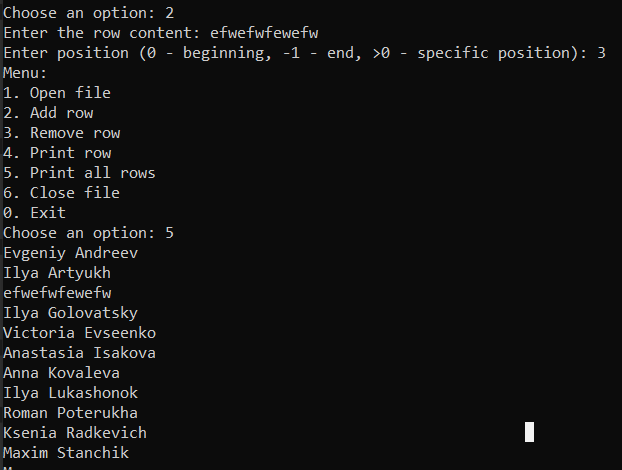 Choose an option: 2
Enter the row content: efwefwfewefw
Enter position (0 - beginning, -1 - end, >0 - specific position): 3
Menu:
1. Open file
2. Add row
3. Remove row
4. Print row
5. Print all rows
6. Close file
0. Exit
Choose an option: 5
Evgeniy Andreev
Ilya Artyukh
efwefwfewefw
Ilya Golovatsky
Victoria Evseenko
Anastasia Isakova
Anna Kovaleva
Ilya Lukashonok
Roman Poterukha
Ksenia Radkevich
Maxim Stanchik